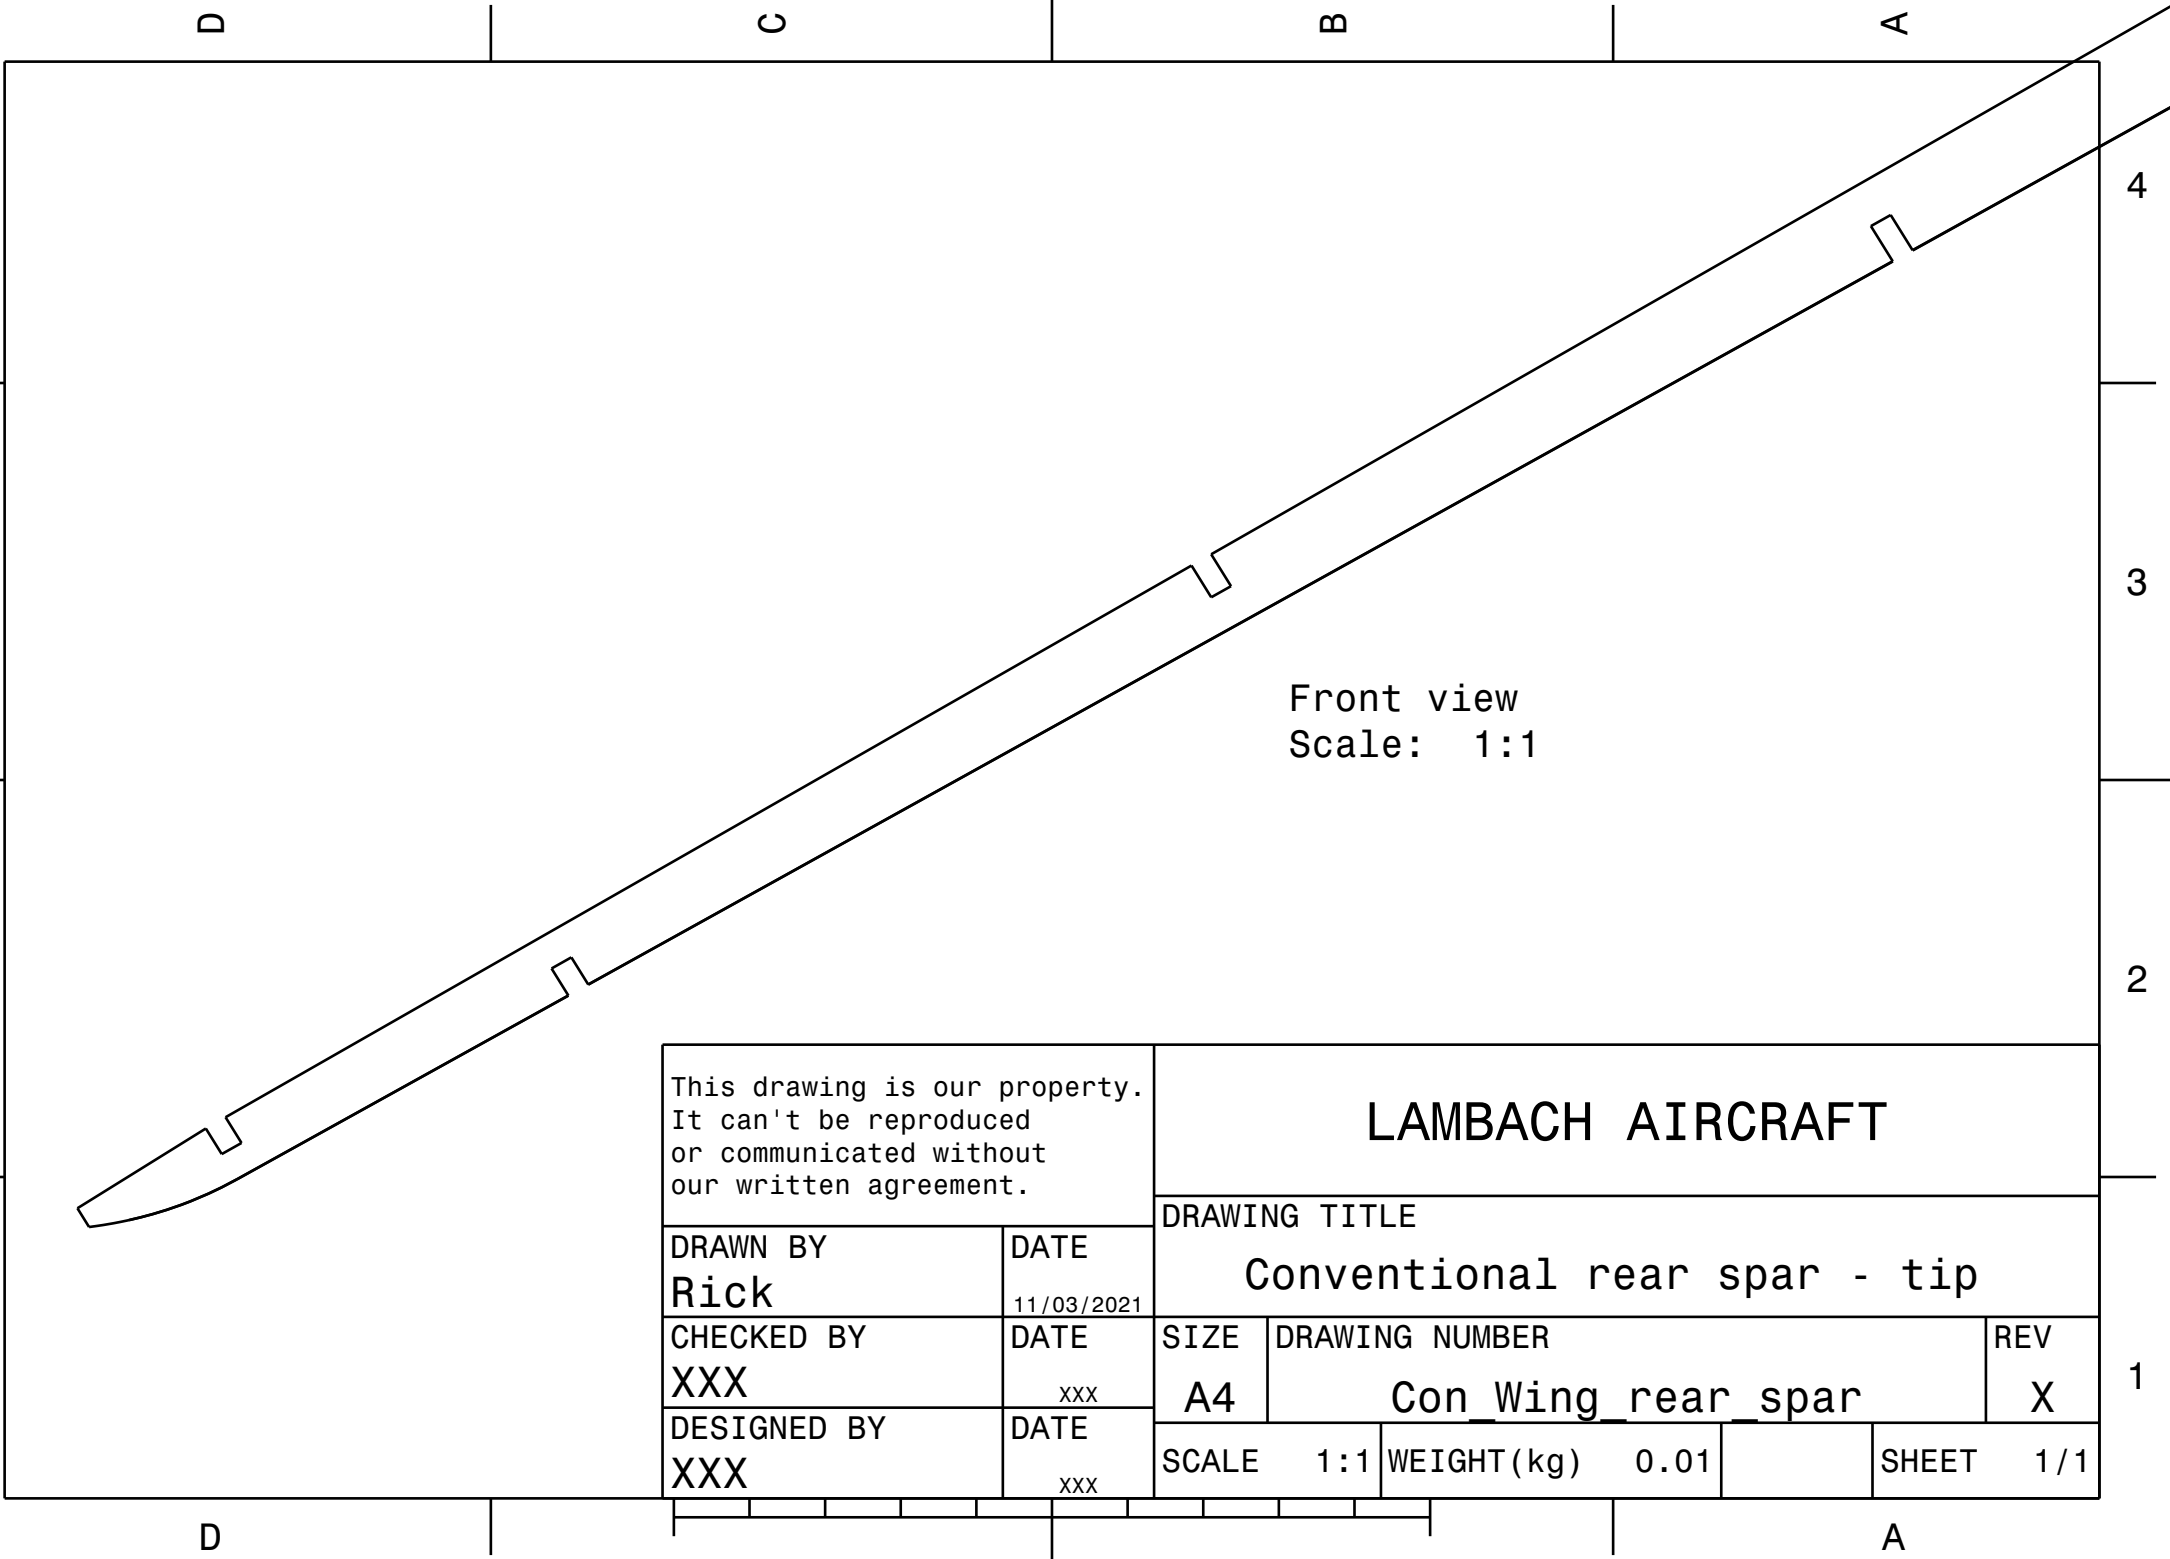 D C B A
4
3
Front view
Scale: 1:1
2
This drawing is our property.
It can't be reproduced
or communicated without
our written agreement.
LAMBACH AIRCRAFT
DRAWING TITLE
Conventional rear spar - tip
DRAWN BY
Rick
DATE
11/03/2021
CHECKED BY
XXX
DATE
XXX
DESIGNED BY
XXX
DATE
XXX
SIZE
A4
DRAWING NUMBER
Con_Wing_rear_spar
REV
X
SCALE 1:1
WEIGHT(kg) 0.01
SHEET 1/1
1
D A